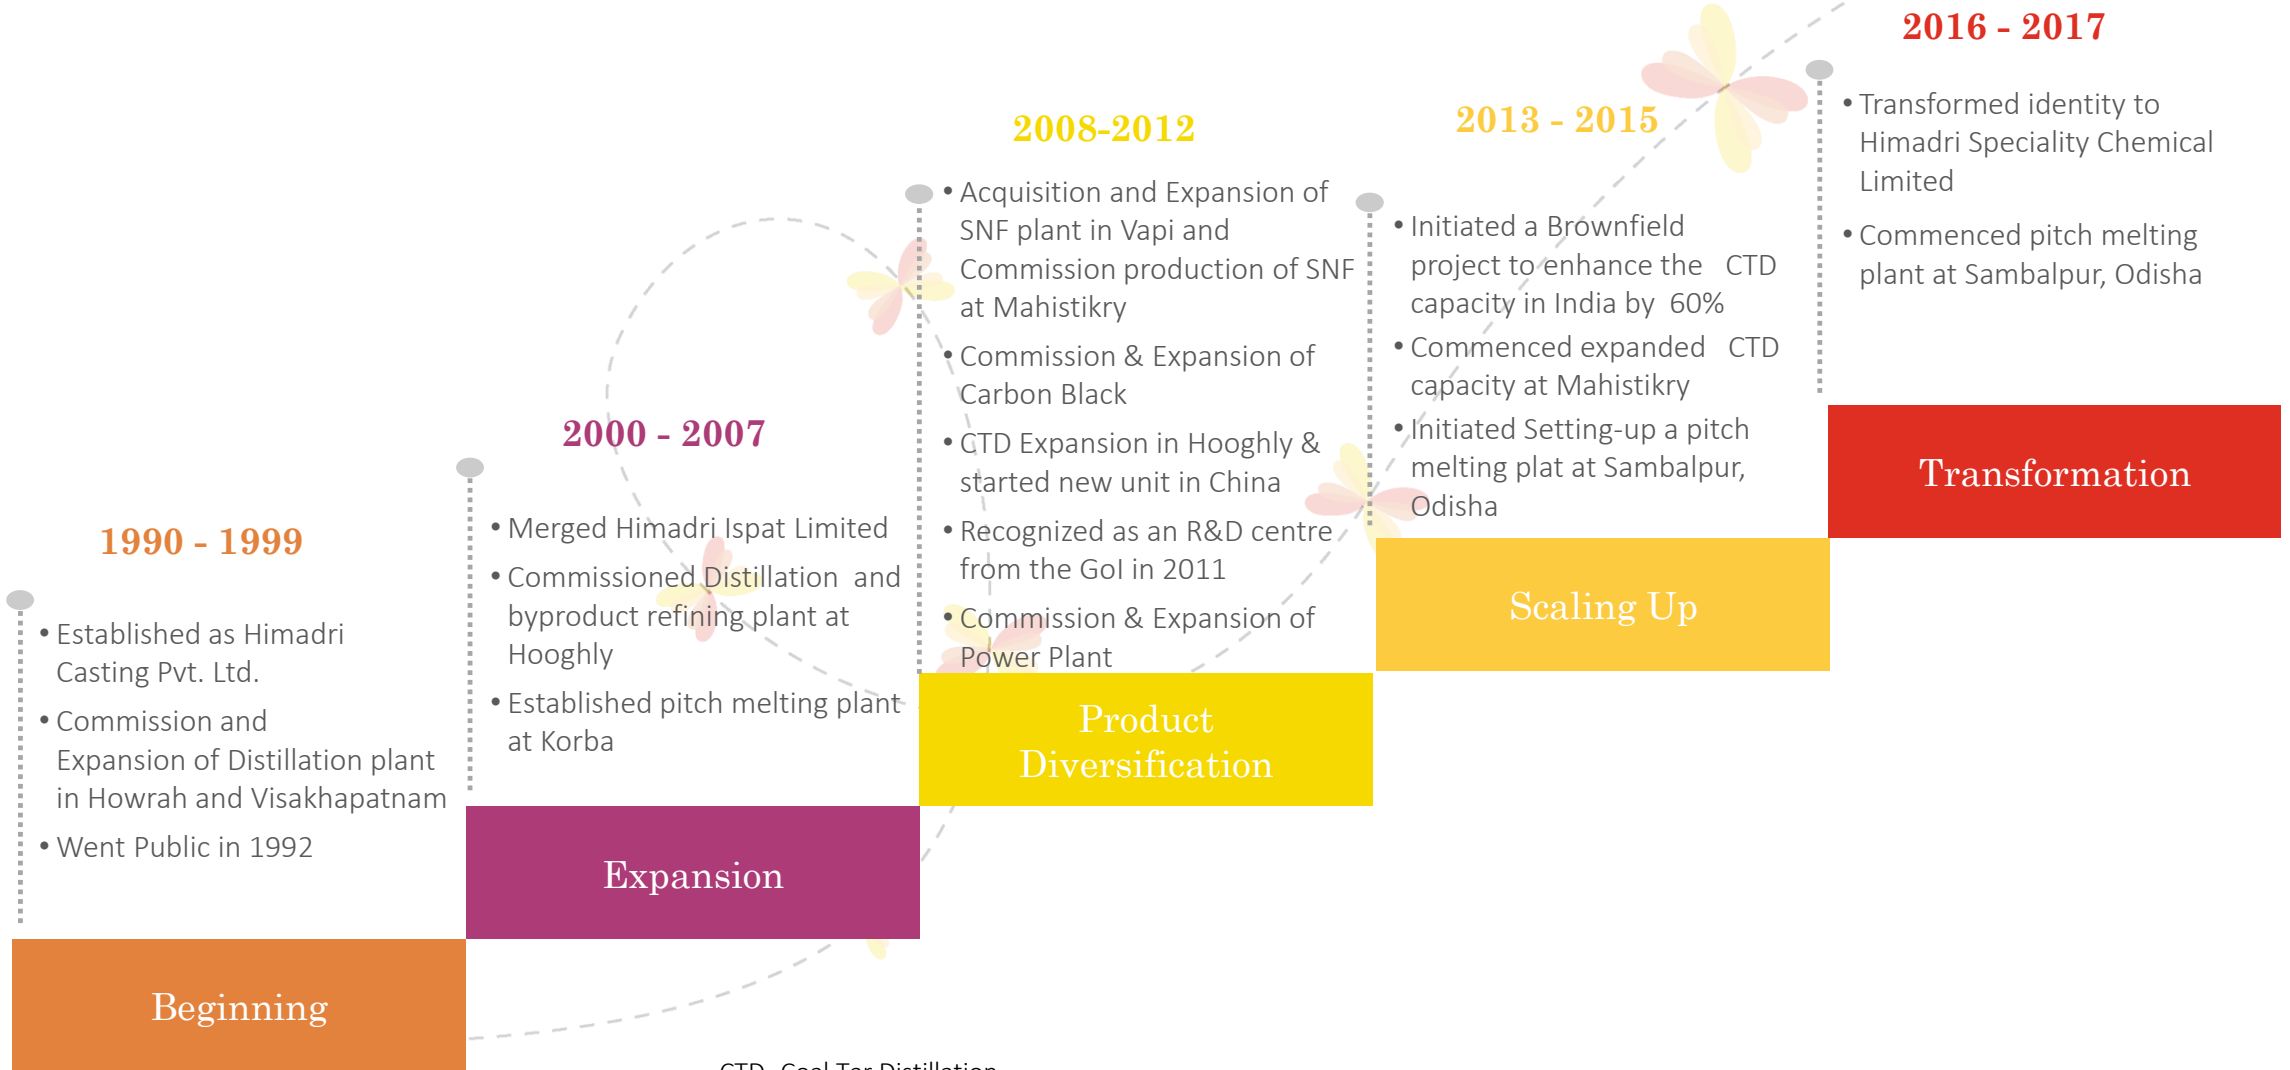 1990 - 1999
• Established as Himadri
Casting Pvt. Ltd.
• Commission and
Expansion of Distillation plant
in Howrah and Visakhapatnam
• Went Public in 1992
Beginning
2000 - 2007
• Merged Himadri Ispat Limited
• Commissioned Distillation and
byproduct refining plant at
Hooghly
• Established pitch melting plant
at Korba
Expansion
2008-2012
• Acquisition and Expansion of
SNF plant in Vapi and
Commission production of SNF
at Mahistikry
• Commission & Expansion of
Carbon Black
• CTD Expansion in Hooghly &
started new unit in China
• Recognized as an R&D centre
from the GoI in 2011
• Commission & Expansion of
Power Plant
Product
Diversification
2013 - 2015
• Initiated a Brownfield
project to enhance the CTD
capacity in India by 60%
• Commenced expanded CTD
capacity at Mahistikry
• Initiated Setting-up a pitch
melting plat at Sambalpur,
Odisha
Scaling Up
2016 - 2017
• Transformed identity to
Himadri Speciality Chemical
Limited
• Commenced pitch melting
plant at Sambalpur, Odisha
Transformation
CTD- Coal Tar Distillation